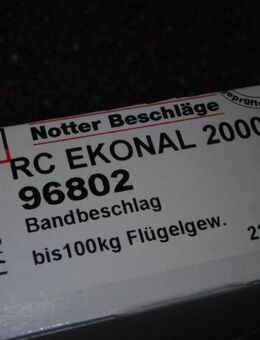 Notter Beschläge
RC EKONAL 2000
96802
Bandbeschlag
bis100kg Flügelgew.